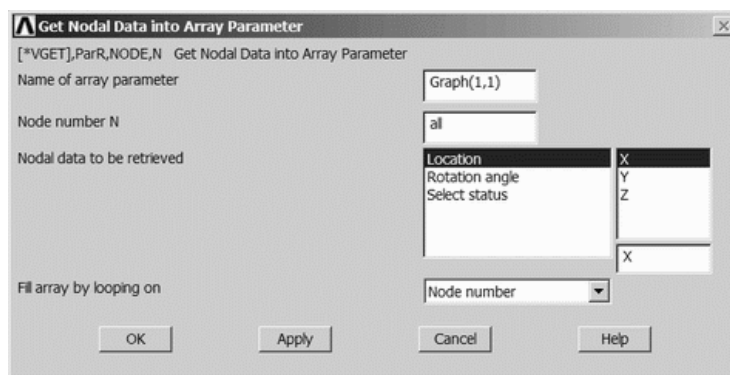 Get Nodal Data into Array Parameter
[*VGET],ParR,NODE,N Get Nodal Data into Array Parameter
Name of array parameter Graph(1,1)
Node number N all
Nodal data to be retrieved Location X
Rotation angle Y
Select status Z
X
Fill array by looping on Node number
OK Apply Cancel Help